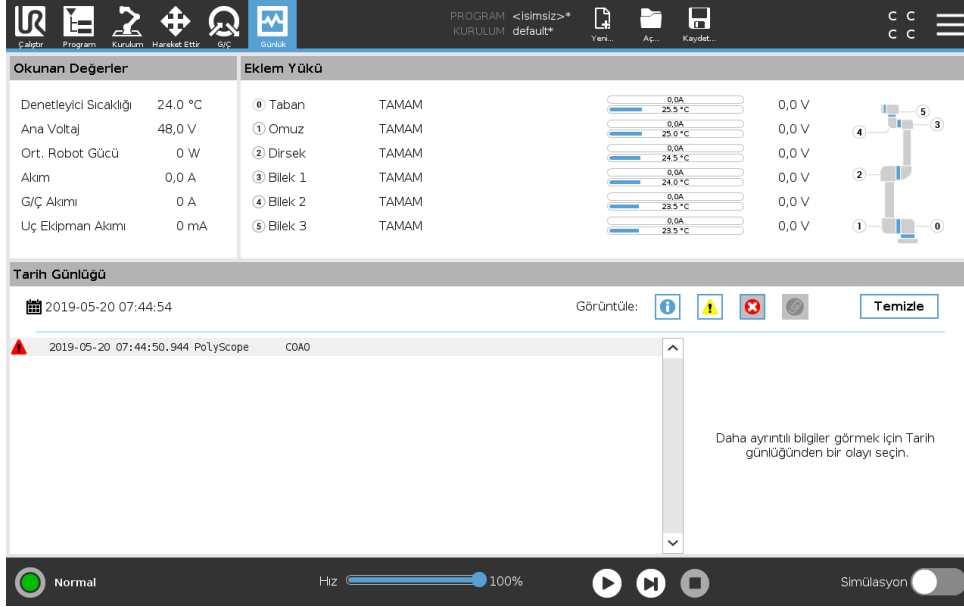 UR
PROGRAM <isimsiz>*
KURULUM default*
Çalıştır Program Kurulum Hareket Ettir G/Ç Günlük Yeni... Aç... Kaydet...
C C
C C
Okunan Değerler
Denetleyici Sıcaklığı 24.0 °C
Ana Voltaj 48,0 V
Ort. Robot Gücü 0 W
Akım 0,0 A
G/Ç Akımı 0 A
Uç Ekipman Akımı 0 mA
Eklem Yükü
0 Taban TAMAM 0,0A 25.5 °C 0,0 V
1 Omuz TAMAM 0,0A 25.0 °C 0,0 V
2 Dirsek TAMAM 0,0A 24.5 °C 0,0 V
3 Bilek 1 TAMAM 0,0A 24.0 °C 0,0 V
4 Bilek 2 TAMAM 0,0A 23.5 °C 0,0 V
5 Bilek 3 TAMAM 0,0A 23.5 °C 0,0 V
5
3
4
2
1 0
Tarih Günlüğü
2019-05-20 07:44:54 Görüntüle: Temizle
2019-05-20 07:44:50.944 PolyScope C0A0
Daha ayrıntılı bilgiler görmek için Tarih
günlüğünden bir olayı seçin.
Normal Hız 100% Simülasyon